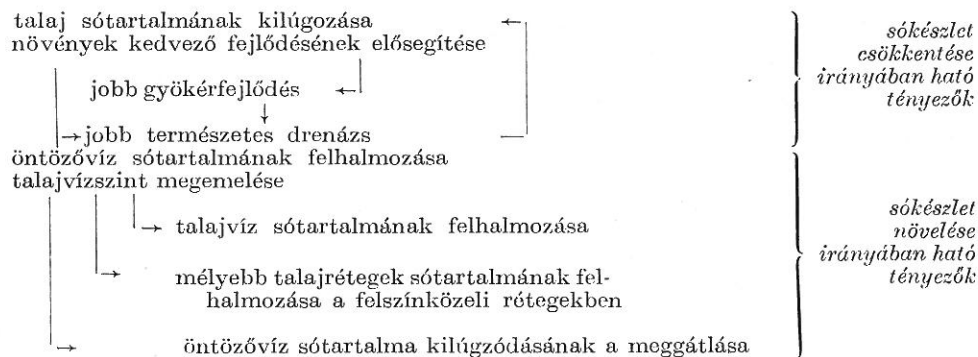 talaj sótartalmának kilúgozása
növények kedvező fejlődésének elősegítése
jobb gyökérfejlődés
jobb természetes drenázs
sókészlet
csökkentése
irányában ható
tényezők
öntözővíz sótartalmának felhalmozása
talajvízszint megemelése
talajvíz sótartalmának felhalmozása
mélyebb talajrétegek sótartalmának fel-
halmozása a felszínközeli rétegekben
öntözővíz sótartalma kilúgzódásának a meggátlása
sókészlet
növelése
irányában ható
tényezők